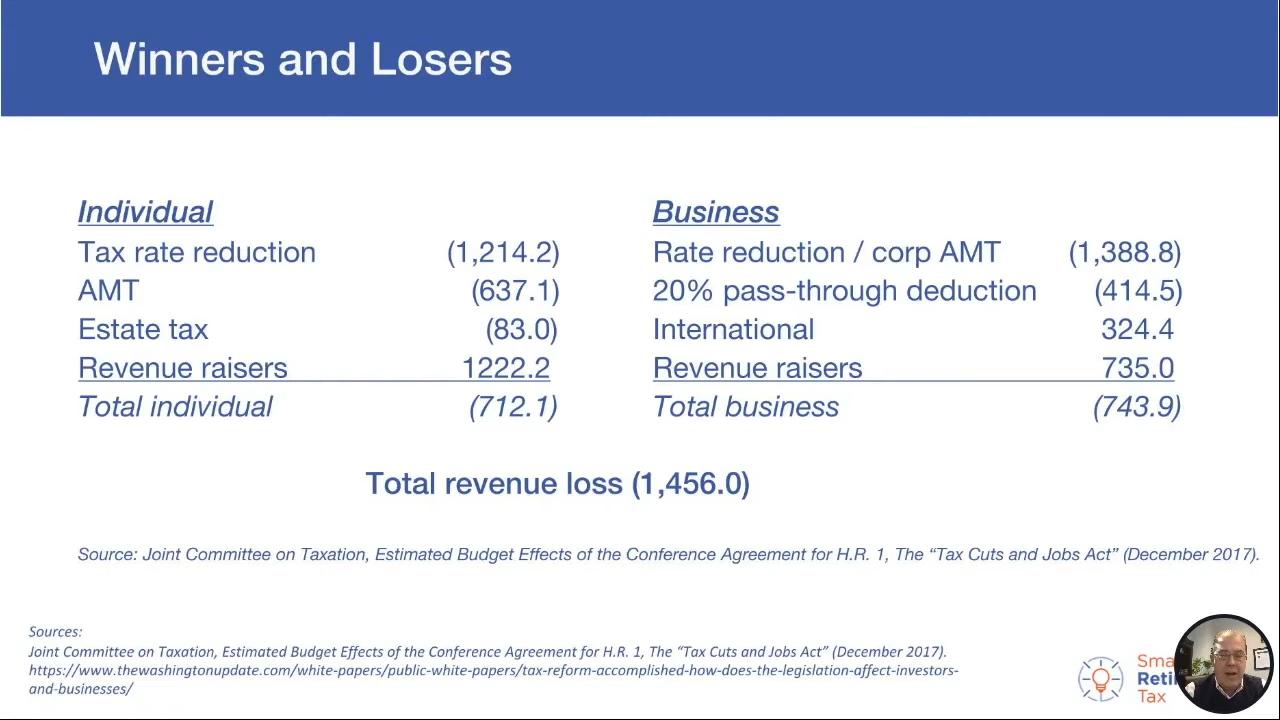 Winners and Losers
Individual
Tax rate reduction (1,214.2)
AMT (637.1)
Estate tax (83.0)
Revenue raisers 1222.2
Total individual (712.1)
Business
Rate reduction / corp AMT (1,388.8)
20% pass-through deduction (414.5)
International 324.4
Revenue raisers 735.0
Total business (743.9)
Total revenue loss (1,456.0)
Source: Joint Committee on Taxation, Estimated Budget Effects of the Conference Agreement for H.R. 1, The “Tax Cuts and Jobs Act” (December 2017).
Sources:
Joint Committee on Taxation, Estimated Budget Effects of the Conference Agreement for H.R. 1, The “Tax Cuts and Jobs Act” (December 2017).
https://www.thewashingtonupdate.com/white-papers/public-white-papers/tax-reform-accomplished-how-does-the-legislation-affect-investors-
and-businesses/
Tax